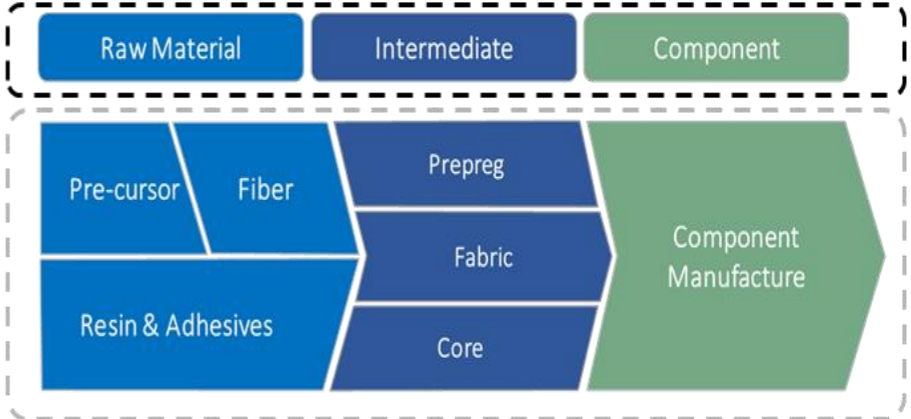 Raw Material
Intermediate
Component
Pre-cursor
Fiber
Resin & Adhesives
Prepreg
Fabric
Core
Component
Manufacture